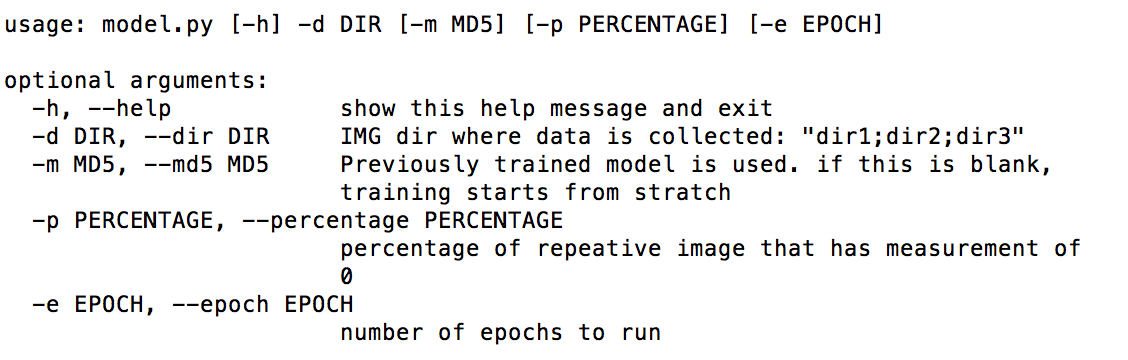 usage: model.py [-h] -d DIR [-m MD5] [-p PERCENTAGE] [-e EPOCH]

optional arguments:
  -h, --help            show this help message and exit
  -d DIR, --dir DIR     IMG dir where data is collected: "dir1;dir2;dir3"
  -m MD5, --md5 MD5     Previously trained model is used. if this is blank,
                        training starts from stratch
  -p PERCENTAGE, --percentage PERCENTAGE
                        percentage of repeative image that has measurement of
                        0
  -e EPOCH, --epoch EPOCH
                        number of epochs to run